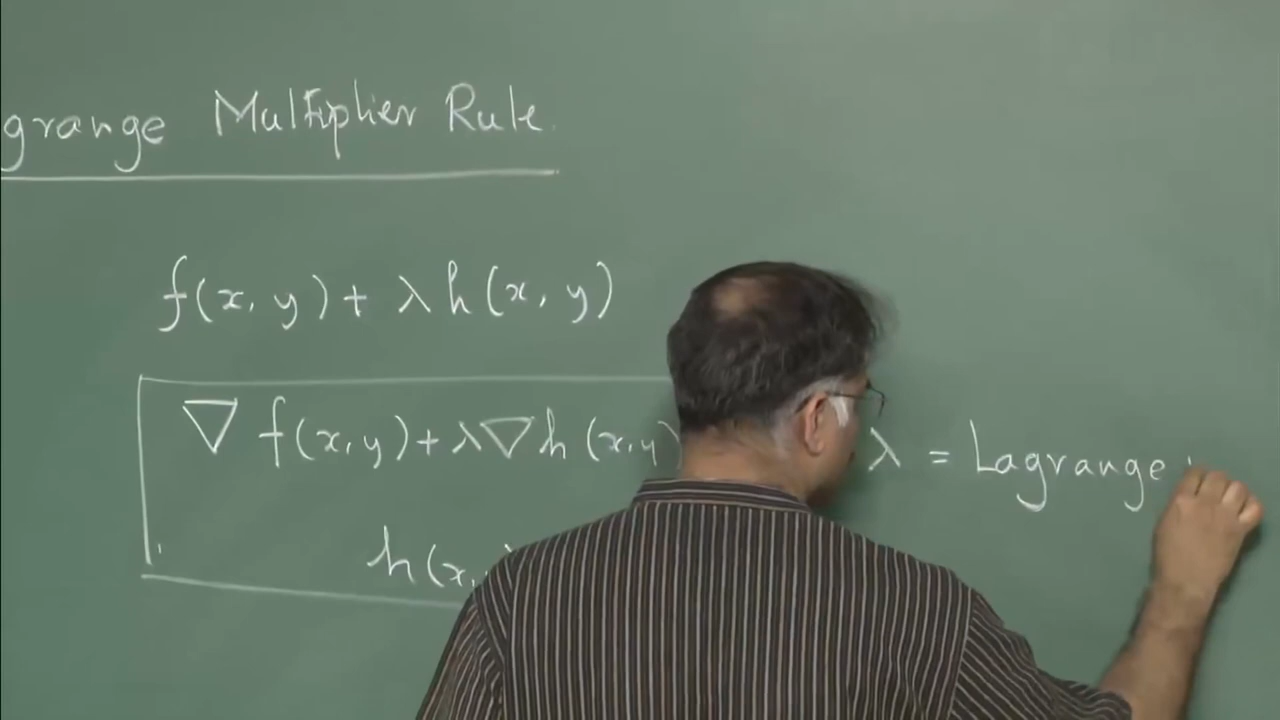 grange Multiplier Rule.
f(x, y) + λ h(x, y)
∇ f(x,y) + λ∇ h (x,y)
λ = Lagrange
h(x,